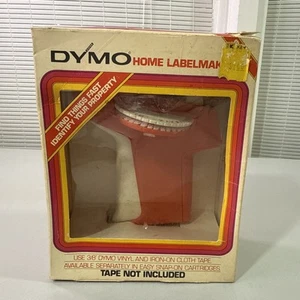 DYMO HOME LABELMAK
FIND THINGS FAST
IDENTIFY YOUR PROPERTY
USE 3/8" DYMO VINYL AND IRON-ON CLOTH TAPE
AVAILABLE SEPARATELY IN EASY SNAP-ON CARTRIDGES.
TAPE NOT INCLUDED